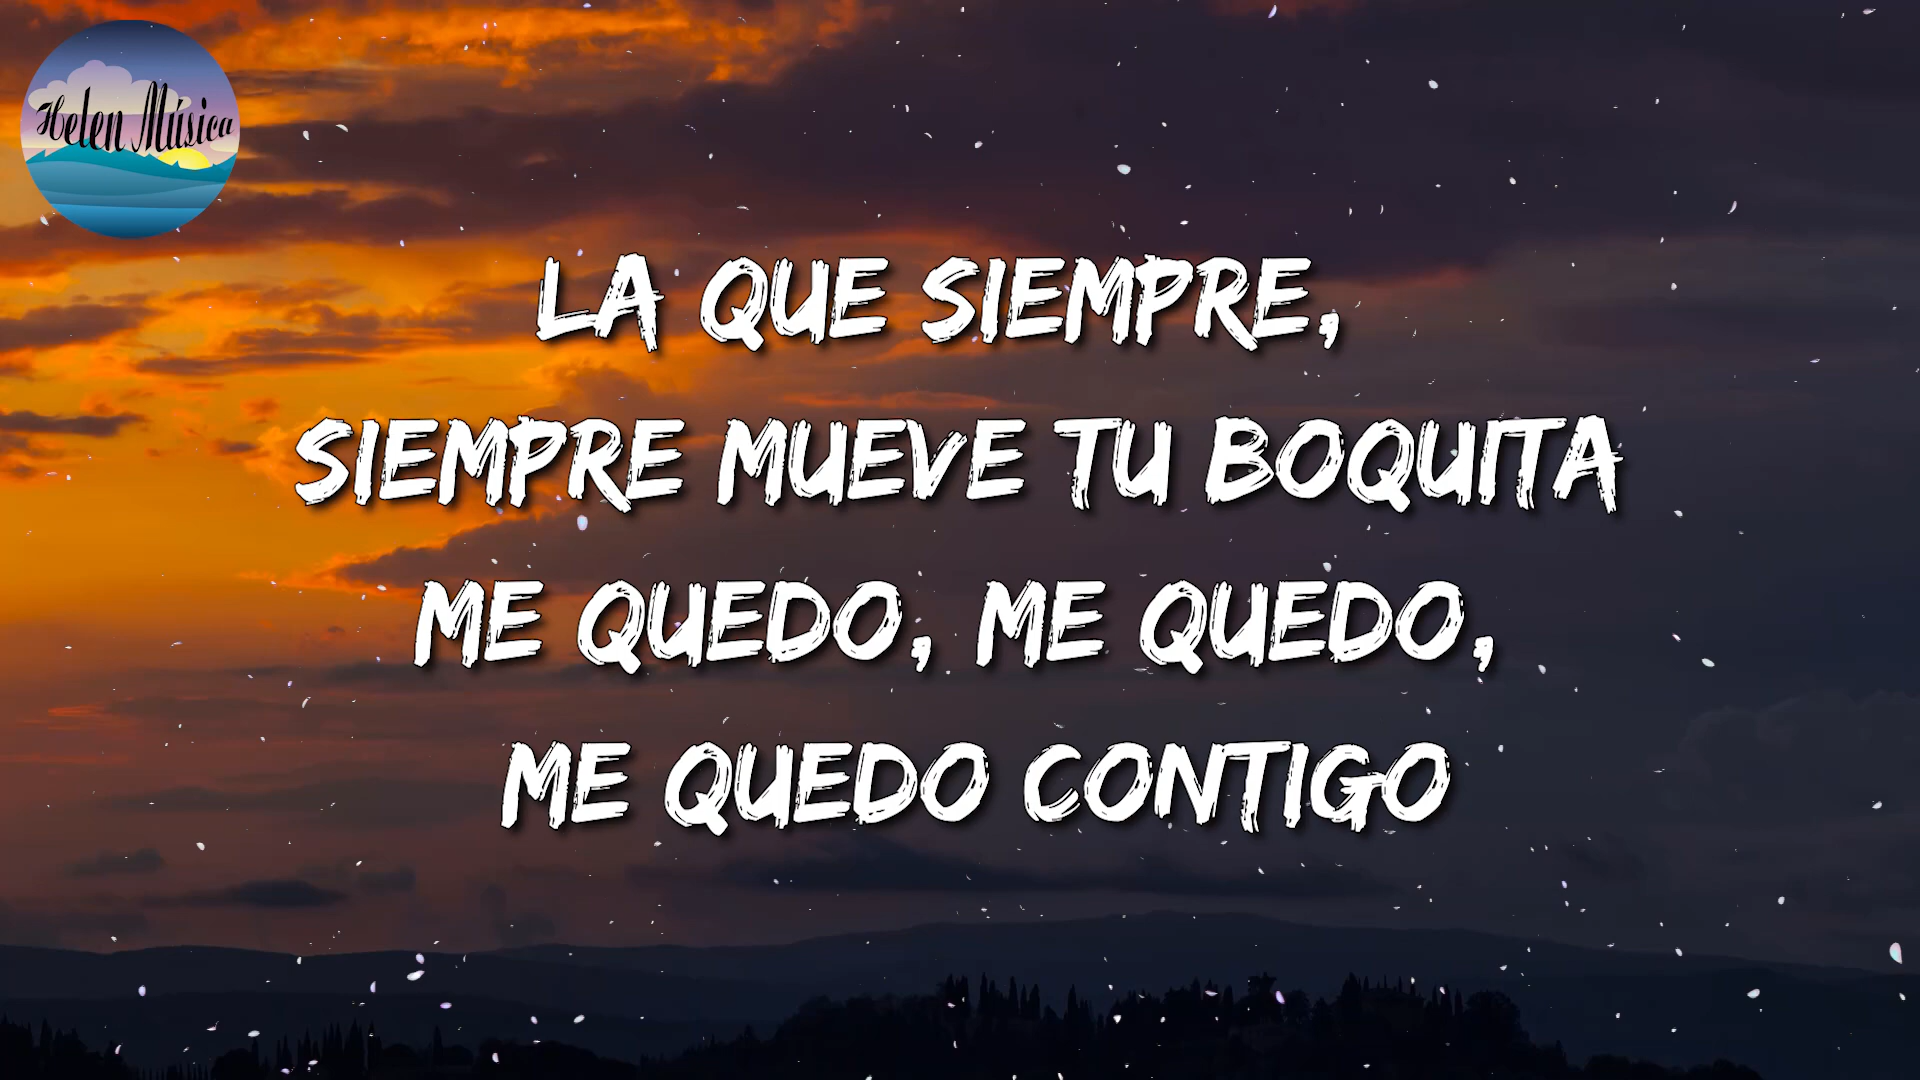 Helen Música
LA QUE SIEMPRE,
SIEMPRE MUEVE TU BOQUITA
ME QUEDO, ME QUEDO,
ME QUEDO CONTIGO